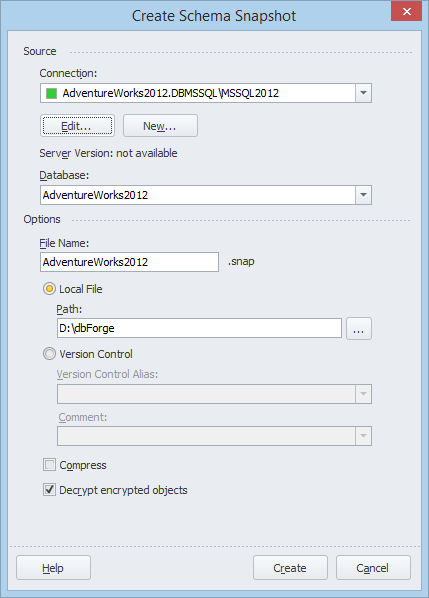 Create Schema Snapshot
Source
Connection:
AdventureWorks2012.DBMSSQL\MSSQL2012
Edit... New...
Server Version: not available
Database:
AdventureWorks2012
Options
File Name:
AdventureWorks2012 .snap
Local File
Path:
D:\dbForge ...
Version Control
Version Control Alias:
Comment:
Compress
Decrypt encrypted objects
Help Create Cancel